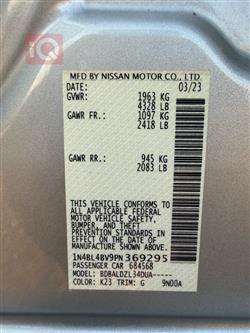 IQ
MFD BY NISSAN MOTOR CO., LTD.
DATE: 03/23
GVWR: 1963 KG
4328 LB
GAWR FR.: 1097 KG
2418 LB
GAWR RR.: 945 KG
2083 LB
THIS VEHICLE CONFORMS TO
ALL APPLICABLE FEDERAL
MOTOR VEHICLE SAFETY,
BUMPER, AND THEFT
PREVENTION STANDARDS IN
EFFECT ON THE DATE OF
MANUFACTURE SHOWN ABOVE.
1N4BL4BV9PN369295
PASSENGER CAR 684568
MODEL: BDBALDZL34DUA-----
COLOR: K23 TRIM: G 9N00A